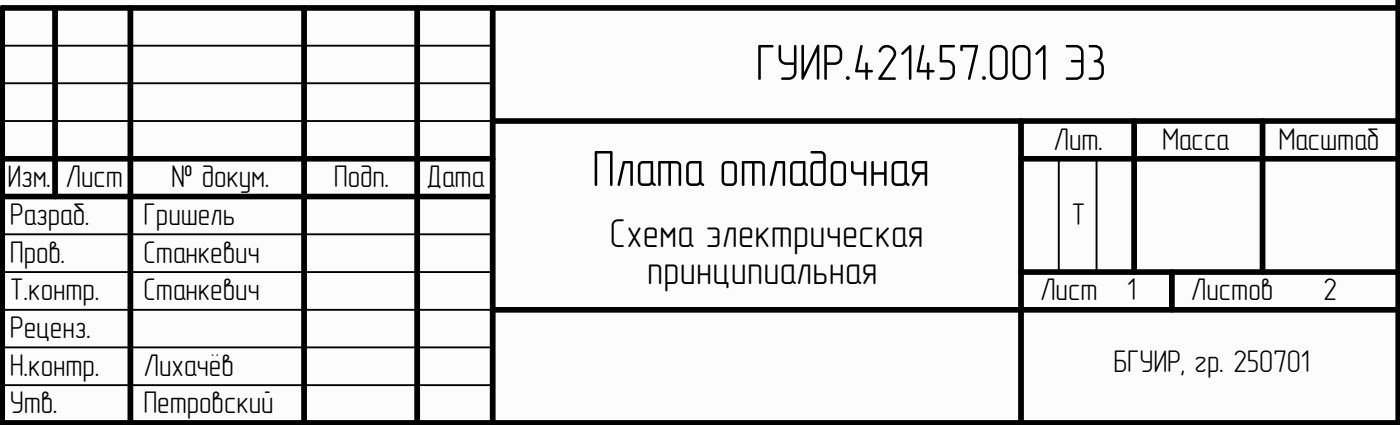 ГУИР.421457.001 Э3
Лит. Масса Масштаб
Плата отладочная
Изм. Лист № докум. Подп. Дата
Разраб. Гришель
Т
Схема электрическая
Пров. Станкевич
принципиальная
Т.контр. Станкевич
Лист 1 Листов 2
Реценз.
Н.контр. Лихачёв
БГУИР, гр. 250701
Утв. Петровский